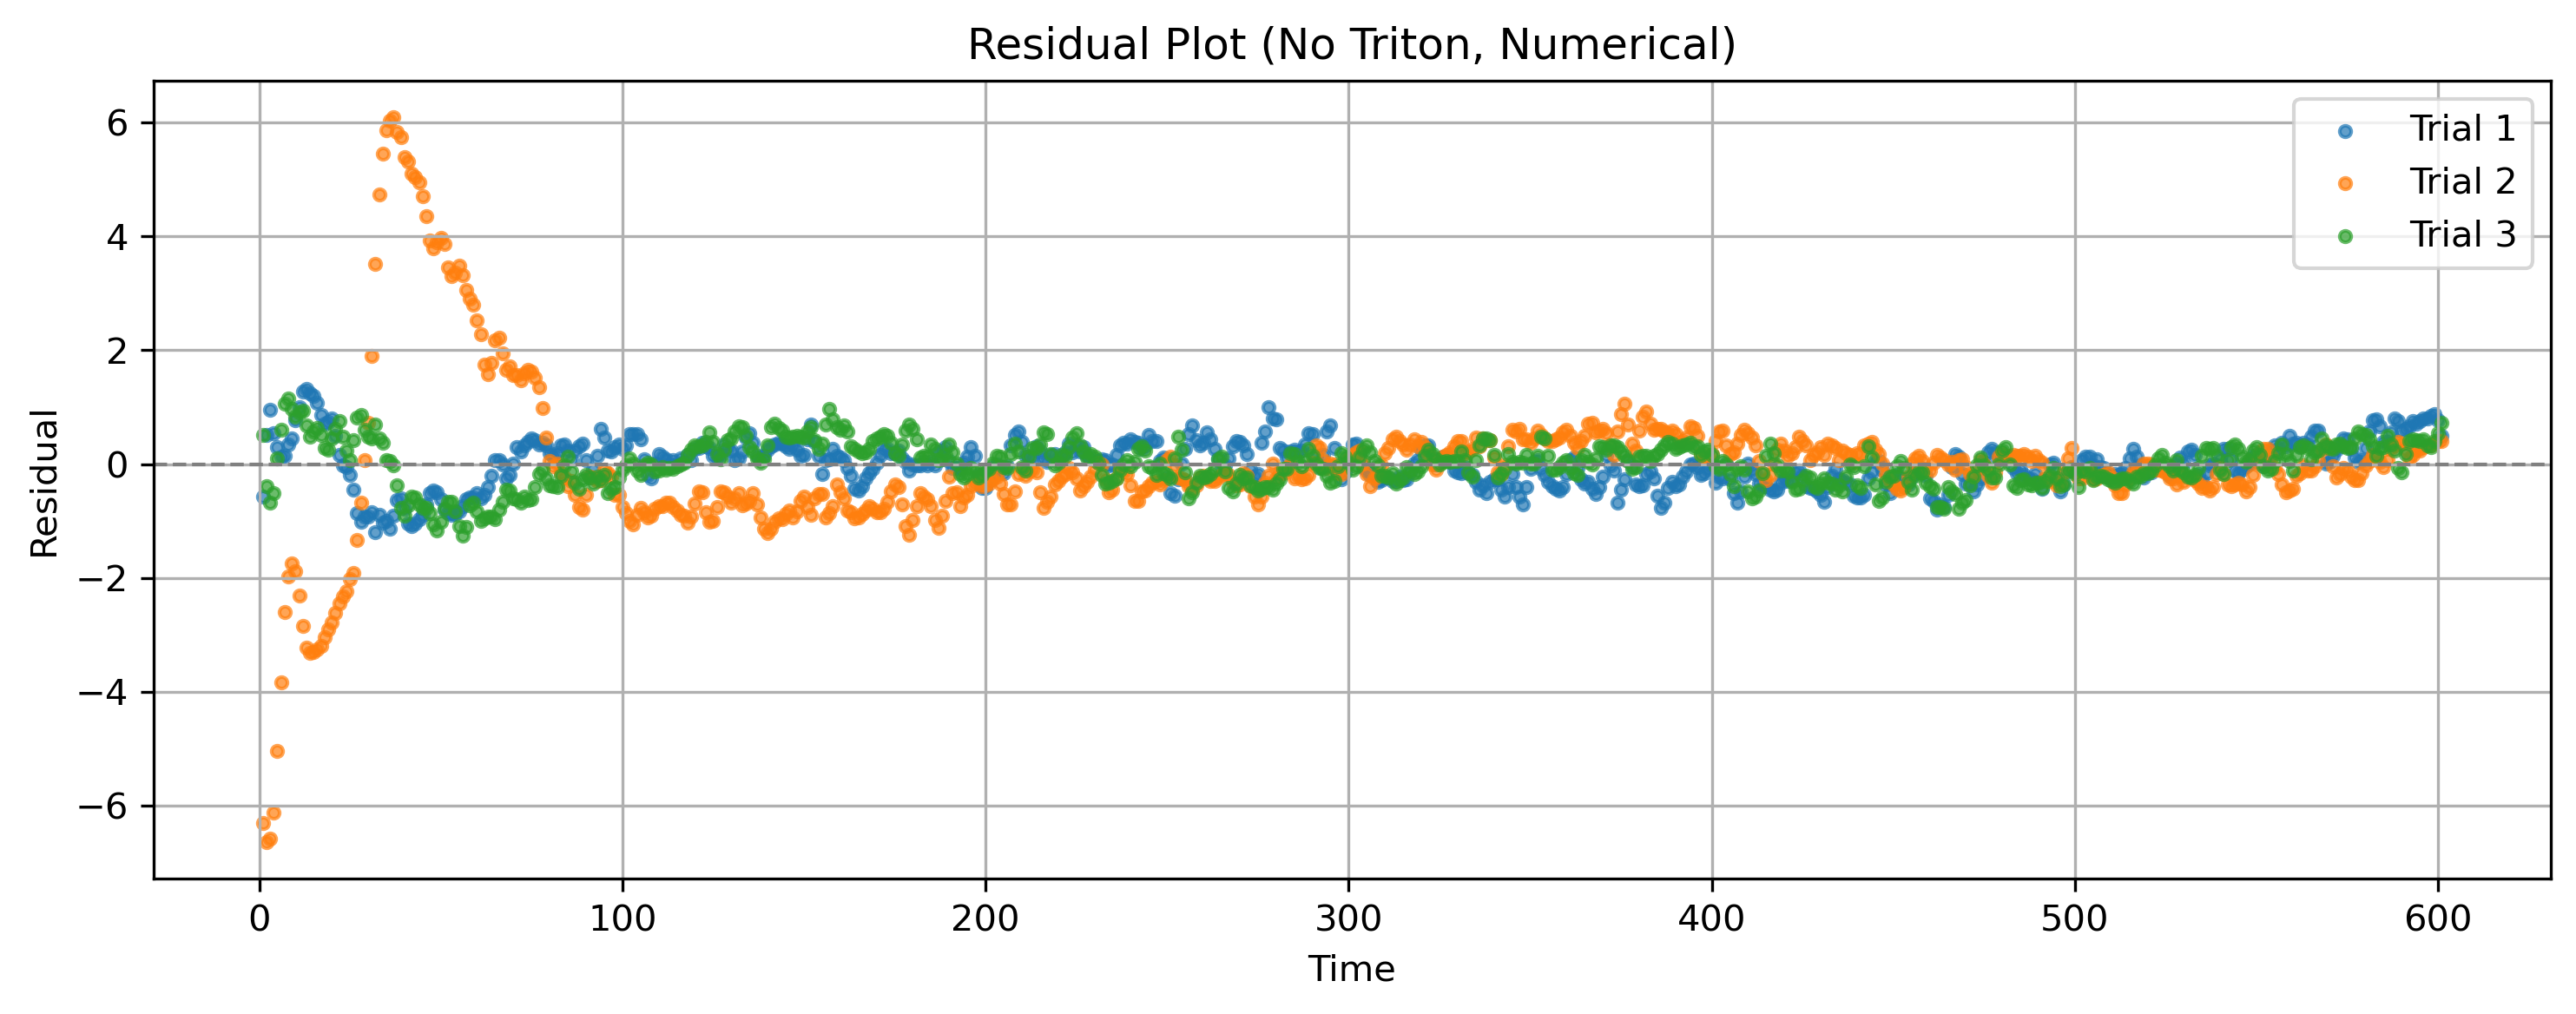 Residual Plot (No Triton, Numerical)
Trial 1
Trial 2
Trial 3
Residual
6
4
2
0
−2
−4
−6
0 100 200 300 400 500 600
Time